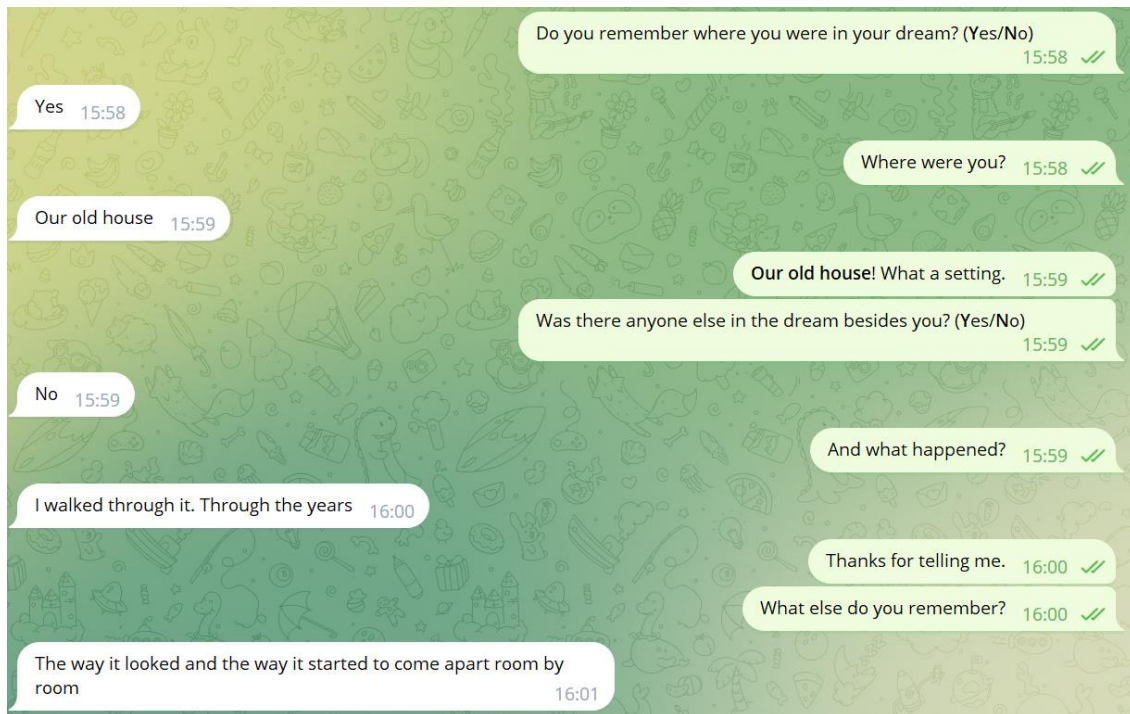 Do you remember where you were in your dream? (Yes/No)
15:58
Yes 15:58
Where were you? 15:58
Our old house 15:59
Our old house! What a setting. 15:59
Was there anyone else in the dream besides you? (Yes/No)
15:59
No 15:59
And what happened? 15:59
I walked through it. Through the years 16:00
Thanks for telling me. 16:00
What else do you remember? 16:00
The way it looked and the way it started to come apart room by
room 16:01